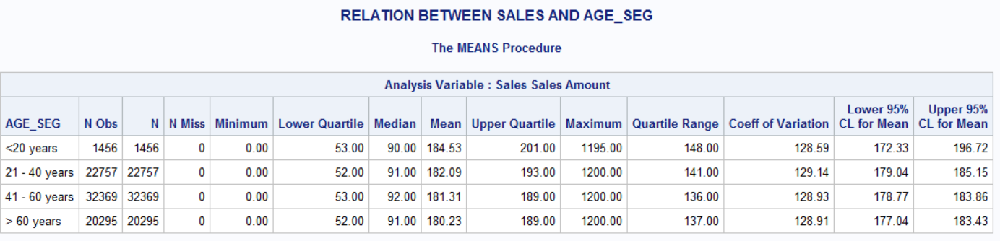 RELATION BETWEEN SALES AND AGE_SEG
The MEANS Procedure
Analysis Variable : Sales Sales Amount
AGE_SEG N Obs N N Miss Minimum Lower Quartile Median Mean Upper Quartile Maximum Quartile Range Coeff of Variation Lower 95% CL for Mean Upper 95% CL for Mean
<20 years 1456 1456 0 0.00 53.00 90.00 184.53 201.00 1195.00 148.00 128.59 172.33 196.72
21 - 40 years 22757 22757 0 0.00 52.00 91.00 182.09 193.00 1200.00 141.00 129.14 179.04 185.15
41 - 60 years 32369 32369 0 0.00 53.00 92.00 181.31 189.00 1200.00 136.00 128.93 178.77 183.86
> 60 years 20295 20295 0 0.00 52.00 91.00 180.23 189.00 1200.00 137.00 128.91 177.04 183.43